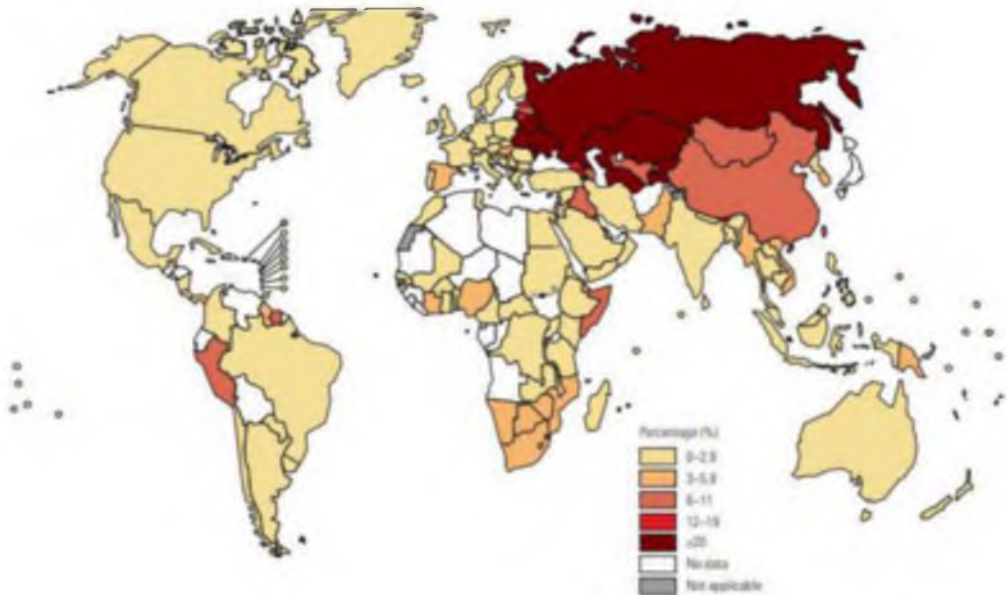 Percentage (%)
0–2.9
3–5.9
6–11
12–19
≥20
No data
Not applicable